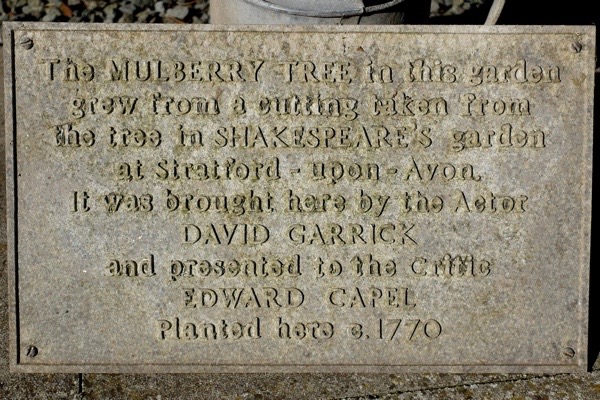 The MULBERRY TREE in this garden
grew from a cutting taken from
the tree in SHAKESPEARE'S garden
at Stratford - upon - Avon.
It was brought here by the Actor
DAVID GARRICK
and presented to the Critic
EDWARD CAPEL
Planted here c.1770